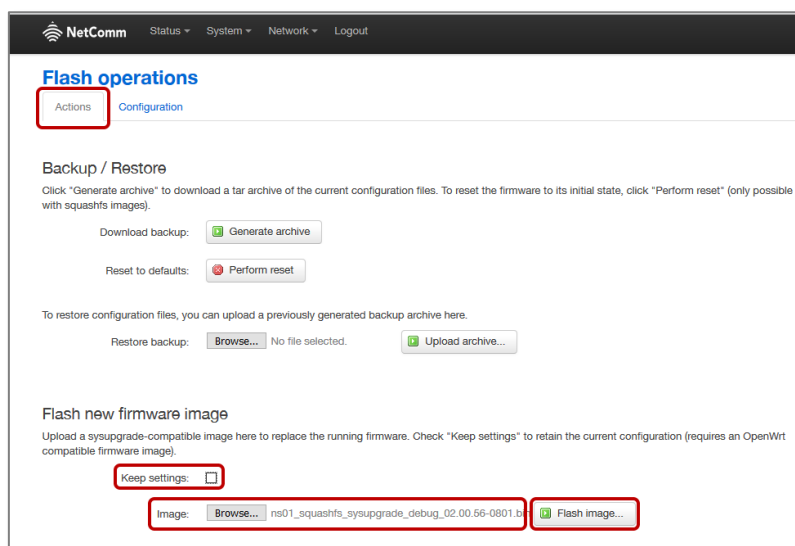 NetComm Status System Network Logout
Flash operations
Actions Configuration
Backup / Restore
Click "Generate archive" to download a tar archive of the current configuration files. To reset the firmware to its initial state, click "Perform reset" (only possible
with squashfs images).
Download backup: Generate archive
Reset to defaults: Perform reset
To restore configuration files, you can upload a previously generated backup archive here.
Restore backup: Browse... No file selected. Upload archive...
Flash new firmware image
Upload a sysupgrade-compatible image here to replace the running firmware. Check "Keep settings" to retain the current configuration (requires an OpenWrt
compatible firmware image).
Keep settings:
Image: Browse... ns01_squashfs_sysupgrade_debug_02.00.56-0801.bin Flash image...